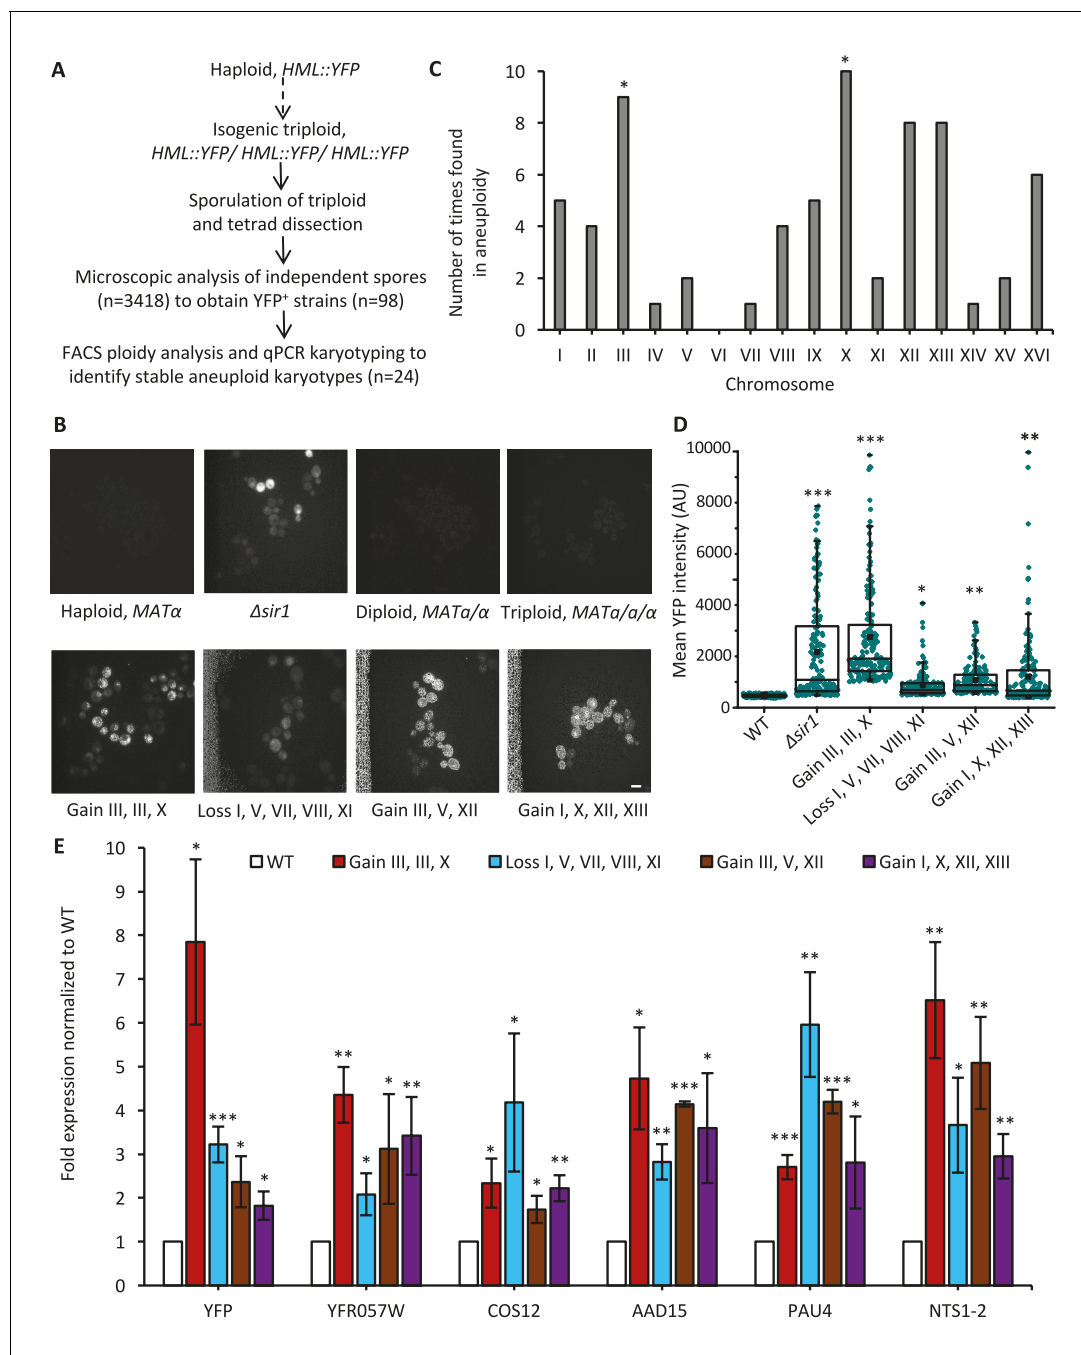 A
Haploid, HML::YFP
Isogenic triploid,
HML::YFP/ HML::YFP/ HML::YFP
Sporulation of triploid
and tetrad dissection
Microscopic analysis of independent spores
(n=3418) to obtain YFP+ strains (n=98)
FACS ploidy analysis and qPCR karyotyping to
identify stable aneuploid karyotypes (n=24)
C
Number of times found
in aneuploidy
10
8
6
4
2
0
* *
I II III IV V VI VII VIII IX X XI XII XIII XIV XV XVI
Chromosome
B
Haploid, MATα
Δsir1
Diploid, MATa/α
Triploid, MATa/a/α
Gain III, III, X
Loss I, V, VII, VIII, XI
Gain III, V, XII
Gain I, X, XII, XIII
D
Mean YFP intensity (AU)
10000
8000
6000
4000
2000
0
*** *** * ** **
WT
Δsir1
Gain III, III, X
Loss I, V, VII, VIII, XI
Gain III, V, XII
Gain I, X, XII, XIII
E
Fold expression normalized to WT
10
9
8
7
6
5
4
3
2
1
0
WT Gain III, III, X Loss I, V, VII, VIII, XI Gain III, V, XII Gain I, X, XII, XIII
* *** * *
** * * **
* * * **
* ** *** *
*** ** *** *
** * ** **
YFP YFR057W COS12 AAD15 PAU4 NTS1-2